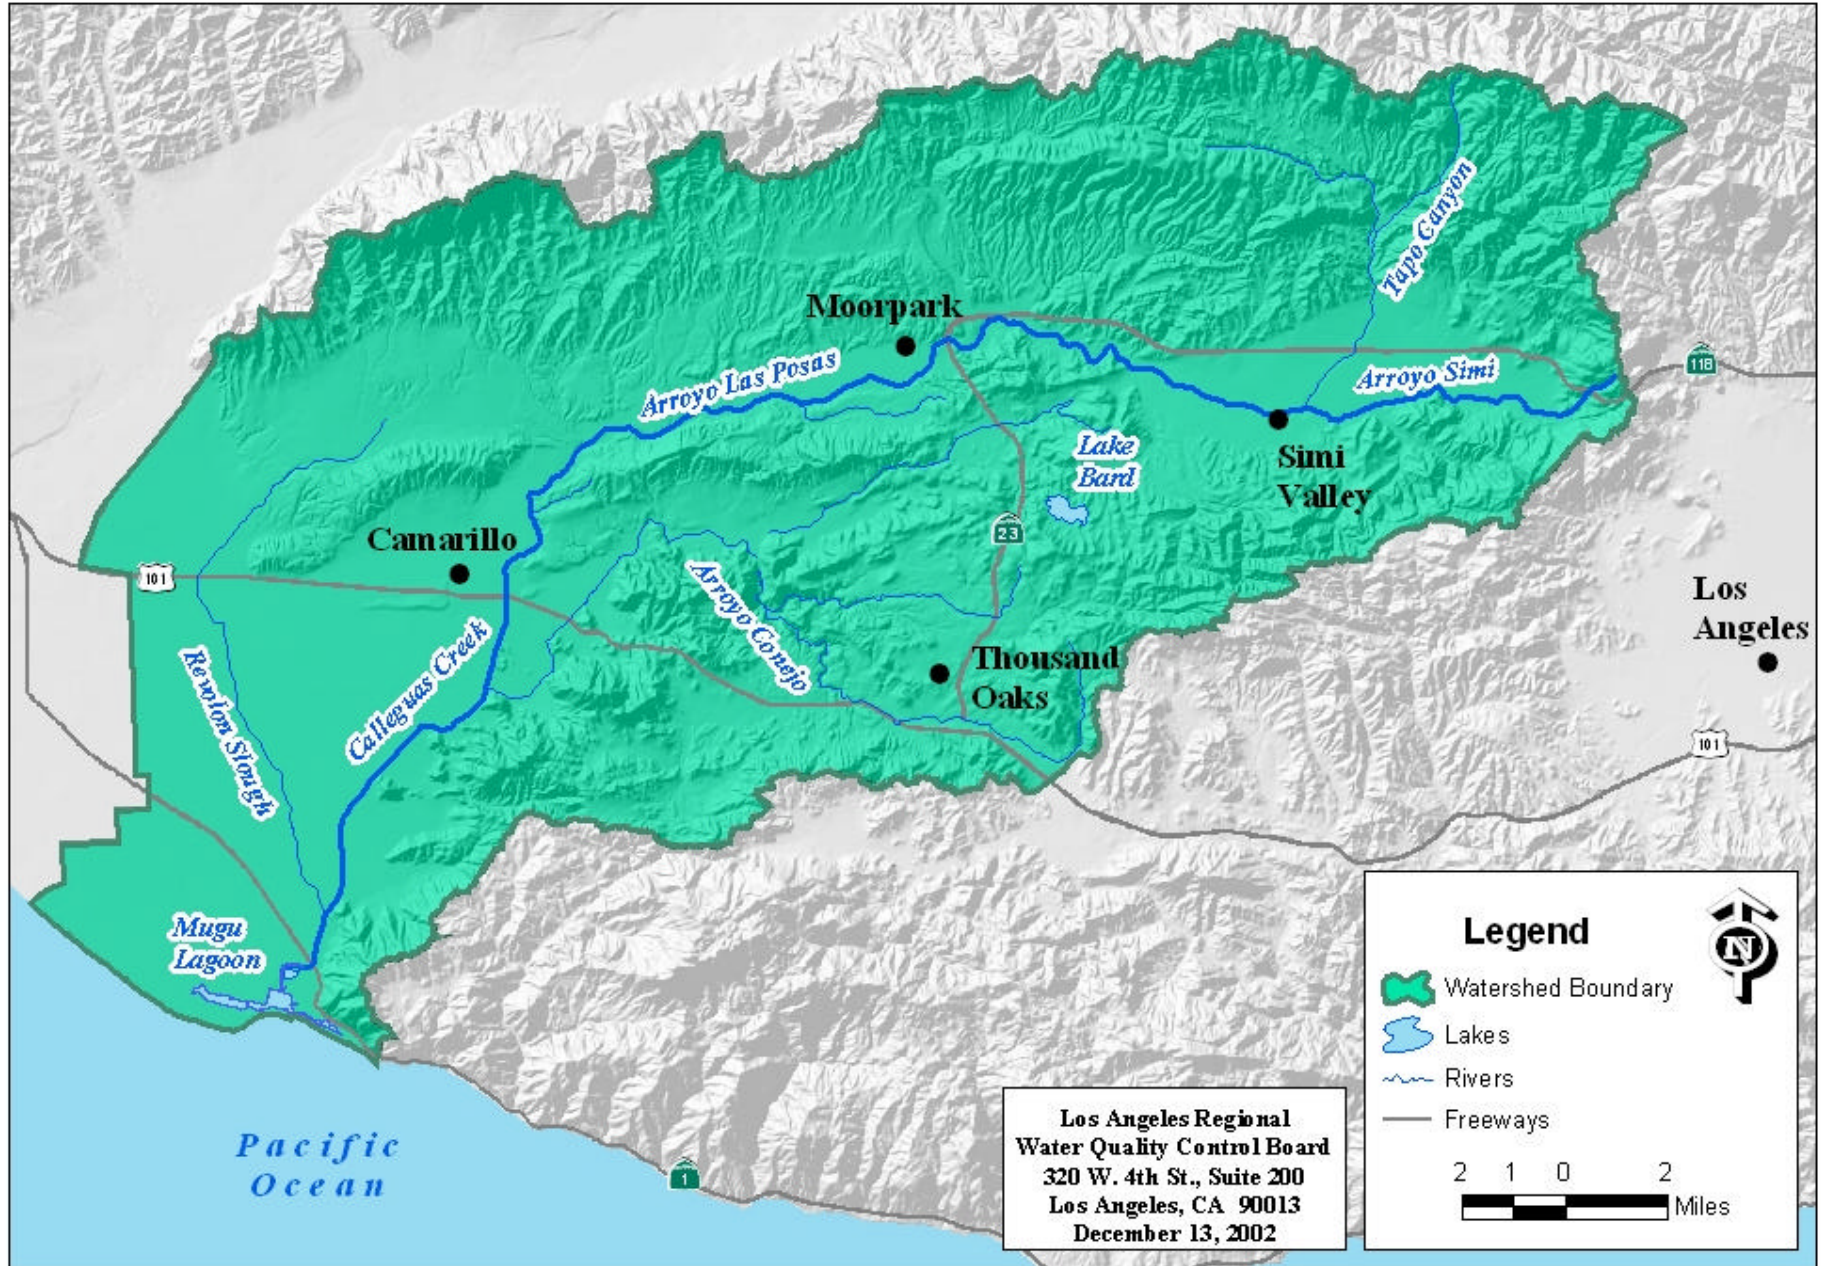 Moorpark
Tapo Canyon
Arroyo Las Posas
Arroyo Simi
118
Lake
Bard
Simi
Valley
Camarillo
23
101
Arroyo Conejo
Los
Angeles
Revolon Slough
Calleguas Creek
Thousand
Oaks
101
Mugu
Lagoon
Pacific
Ocean
1
Los Angeles Regional
Water Quality Control Board
320 W. 4th St., Suite 200
Los Angeles, CA 90013
December 13, 2002
Legend
N
Watershed Boundary
Lakes
Rivers
Freeways
2 1 0 2
Miles